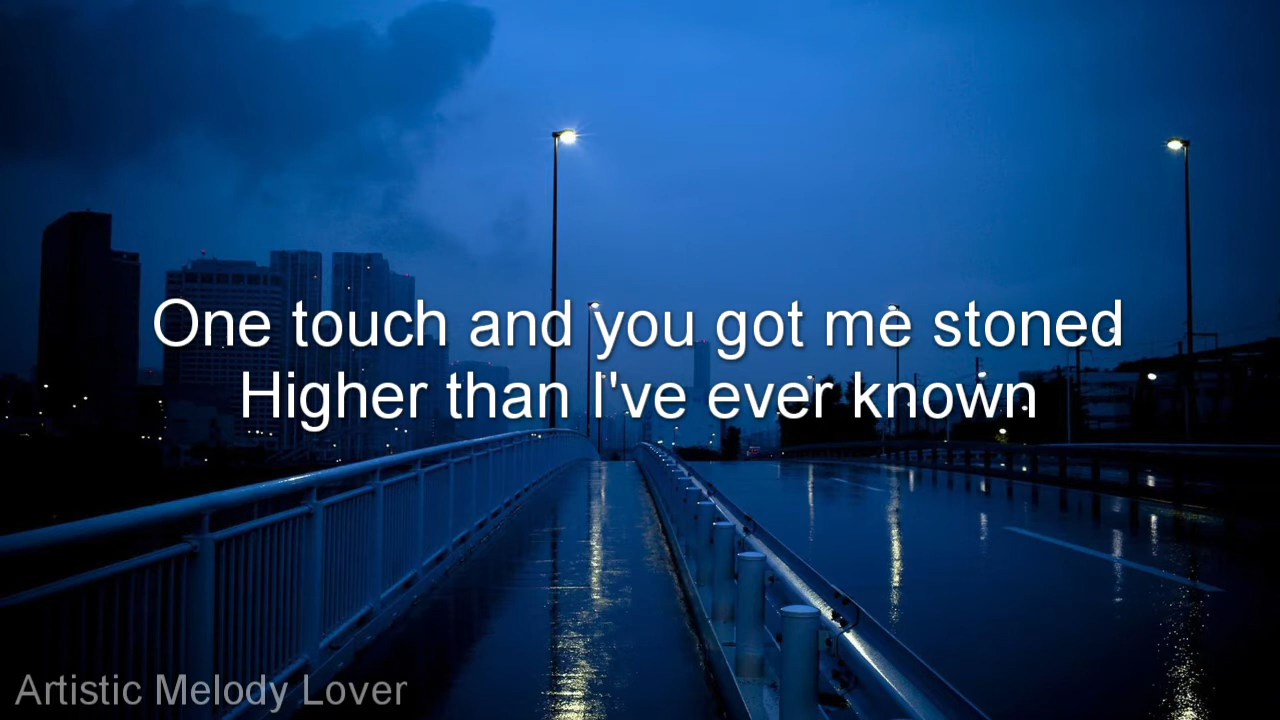 One touch and you got me stoned
Higher than I've ever known
Artistic Melody Lover